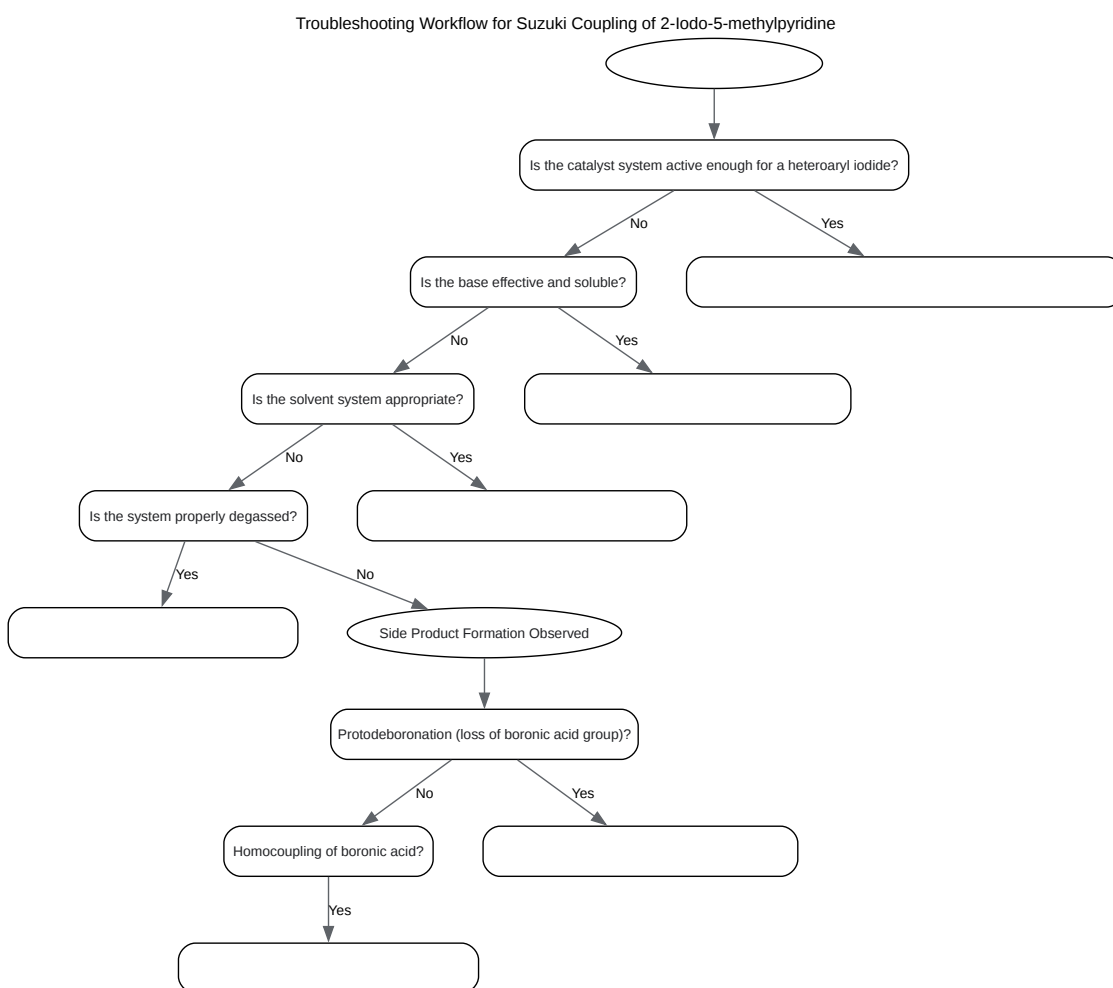 Troubleshooting Workflow for Suzuki Coupling of 2-Iodo-5-methylpyridine
Is the catalyst system active enough for a heteroaryl iodide?
No
Yes
Is the base effective and soluble?
No
Yes
Is the solvent system appropriate?
No
Yes
Is the system properly degassed?
Yes
No
Side Product Formation Observed
Protodeboronation (loss of boronic acid group)?
No
Yes
Homocoupling of boronic acid?
Yes